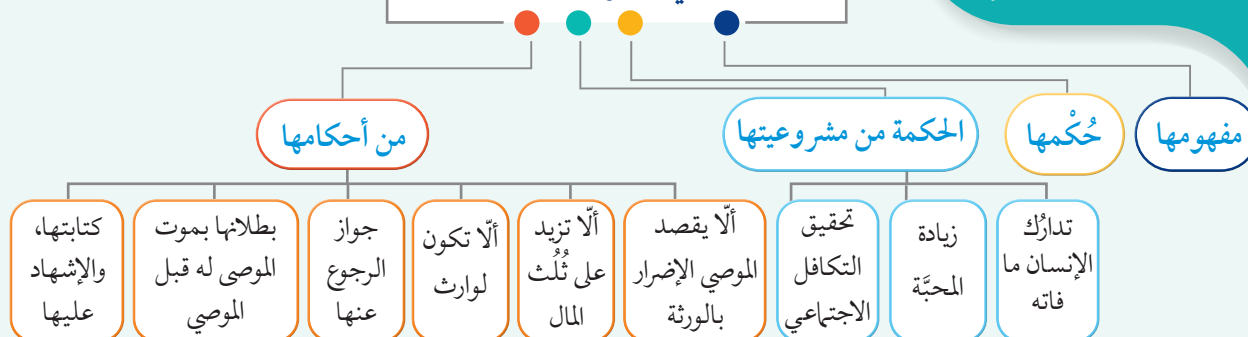 مفهومها
حُكْمها
الحكمة من مشروعيتها
من أحكامها
تدارُك
الإنسان ما
فاته
زيادة
المحبَّة
تحقيق
التكافل
الاجتماعي
ألّا يقصد
الموصي الإضرار
بالورثة
ألّا تزيد
على ثُلُث
المال
ألّا تكون
لوارث
جواز
الرجوع
عنها
بطلانها بموت
الموصى له قبل
الموصي
كتابتها،
والإشهاد
عليها